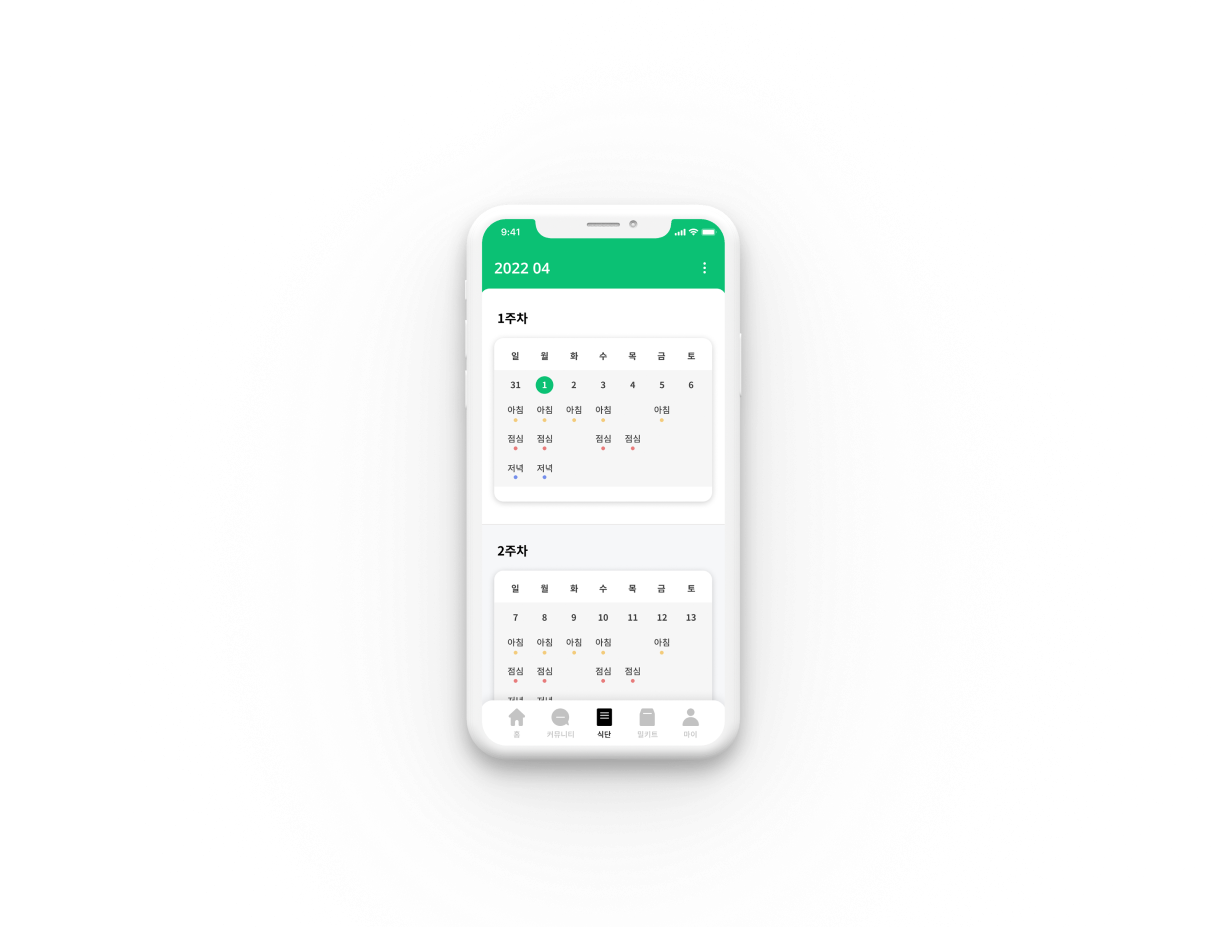 9:41
2022 04
1주차
일 월 화 수 목 금 토
31 1 2 3 4 5 6
아침 아침 아침 아침 아침
점심 점심 점심 점심
저녁 저녁
2주차
일 월 화 수 목 금 토
7 8 9 10 11 12 13
아침 아침 아침 아침 아침
점심 점심 점심 점심
저녁 저녁
홈 커뮤니티 식단 밀키트 마이